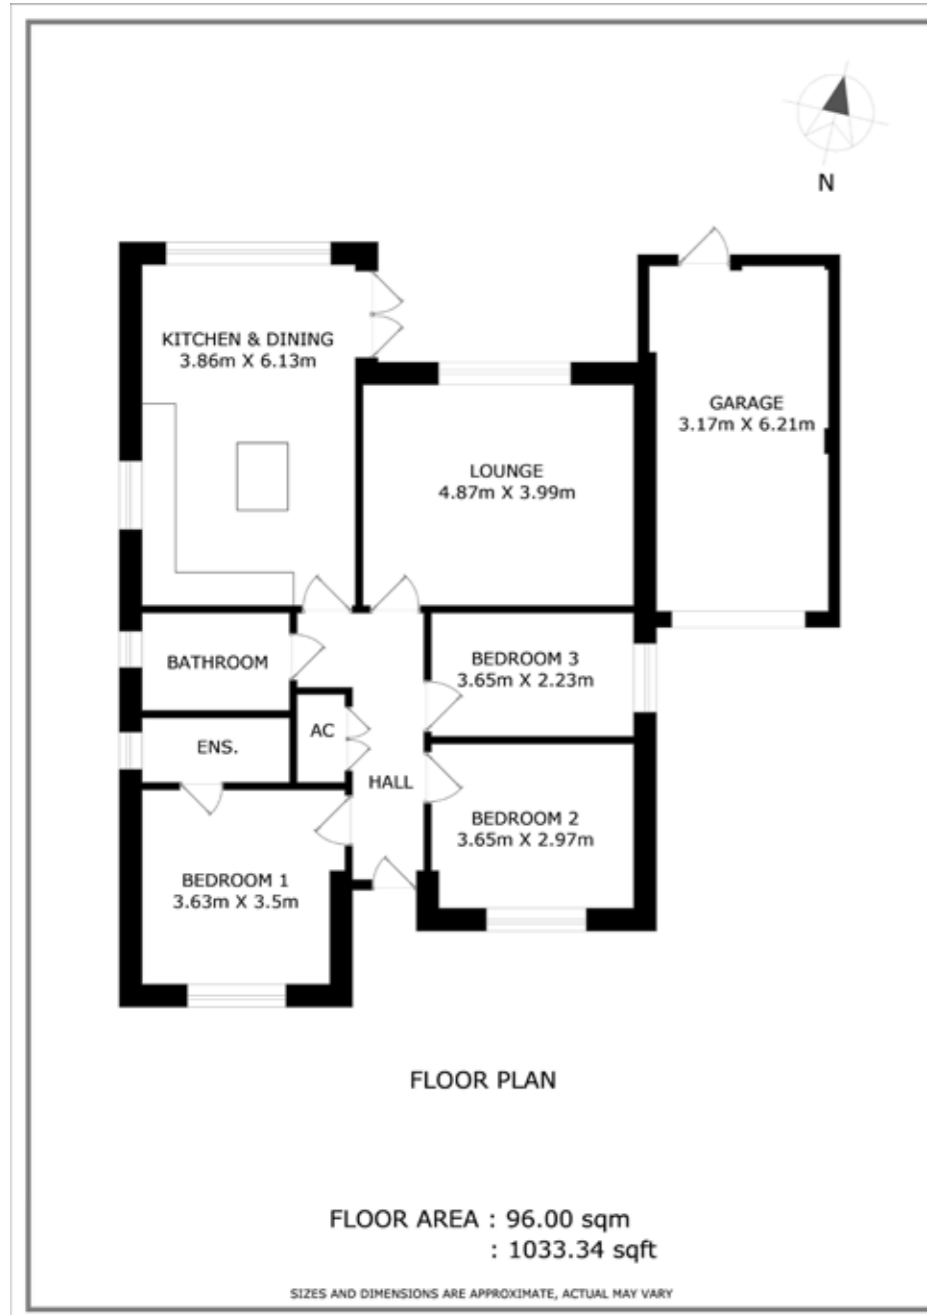 N
KITCHEN & DINING
3.86m X 6.13m
GARAGE
3.17m X 6.21m
LOUNGE
4.87m X 3.99m
BATHROOM
BEDROOM 3
3.65m X 2.23m
AC
ENS.
HALL
BEDROOM 2
3.65m X 2.97m
BEDROOM 1
3.63m X 3.5m
FLOOR PLAN
FLOOR AREA : 96.00 sqm
: 1033.34 sqft
SIZES AND DIMENSIONS ARE APPROXIMATE, ACTUAL MAY VARY